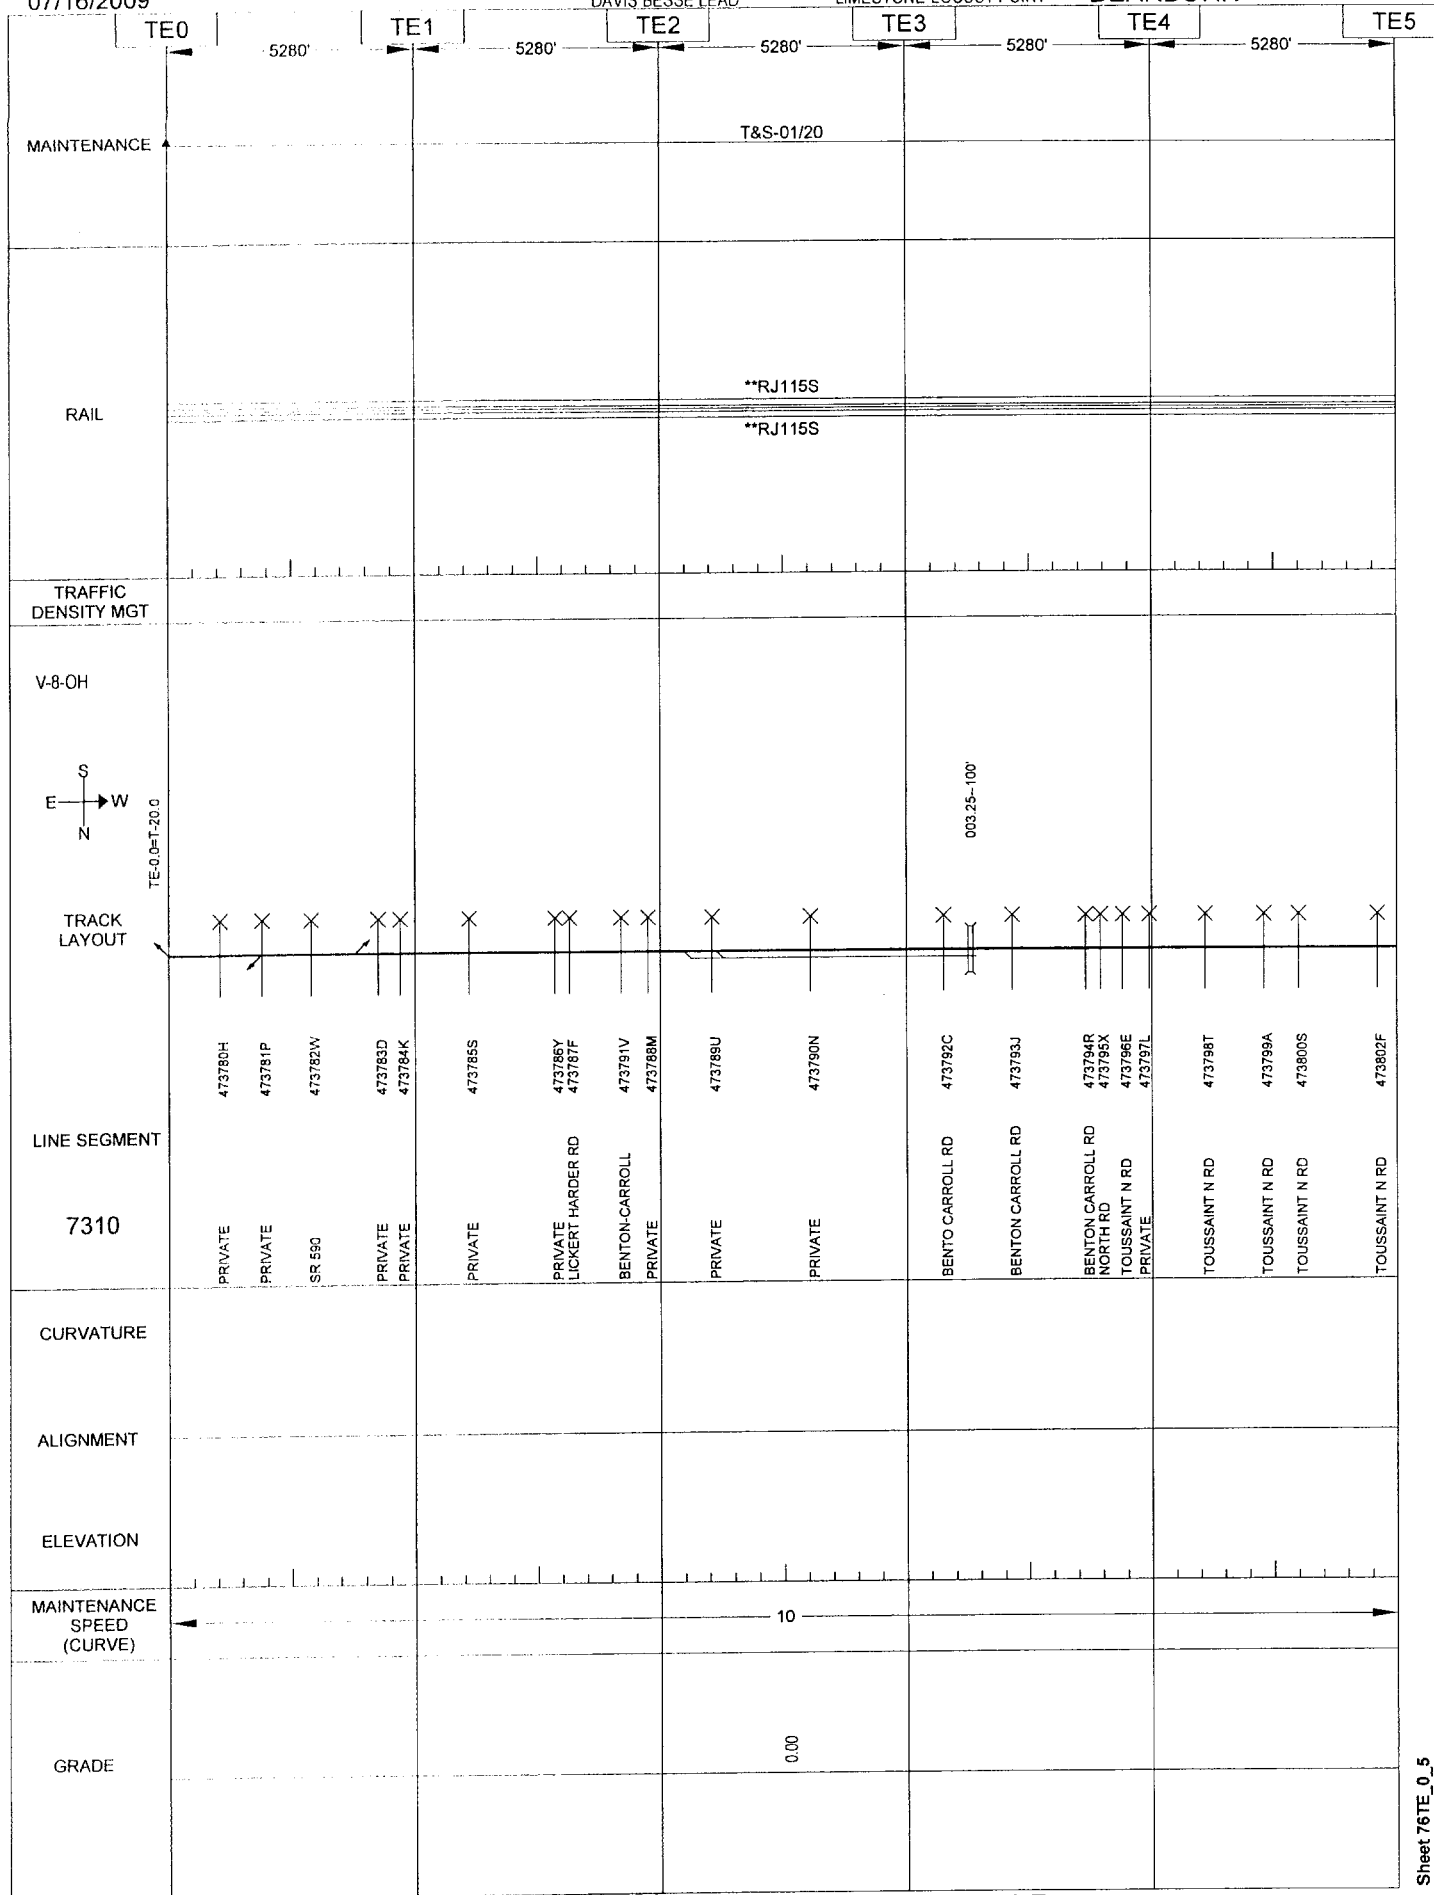 07/16/2009
DAVIS BESSE LEAD
TE0 TE1 TE2 TE3 TE4 TE5
5280' 5280' 5280' 5280' 5280'
MAINTENANCE
T&S-01/20
**RJ115S
RAIL
**RJ115S
TRAFFIC
DENSITY MGT
V-8-OH
S
E W
N
TE-0.0=T-20.0
003.25--100'
TRACK
LAYOUT
473780H
473781P
473782W
473783D
473784K
473785S
473786Y
473787F
473791V
473788M
473789U
473790N
473792C
473793J
473794R
473795X
473796E
473797L
473798T
473799A
473800S
473802F
LINE SEGMENT
7310
PRIVATE
PRIVATE
SR 590
PRIVATE
PRIVATE
PRIVATE
PRIVATE
LICKERT HARDER RD
BENTON-CARROLL
PRIVATE
PRIVATE
PRIVATE
BENTO CARROLL RD
BENTON CARROLL RD
BENTON CARROLL RD
NORTH RD
TOUSSAINT N RD
PRIVATE
TOUSSAINT N RD
TOUSSAINT N RD
TOUSSAINT N RD
TOUSSAINT N RD
CURVATURE
ALIGNMENT
ELEVATION
MAINTENANCE
SPEED
(CURVE)
10
GRADE
0.00
Sheet 76TE_0_5